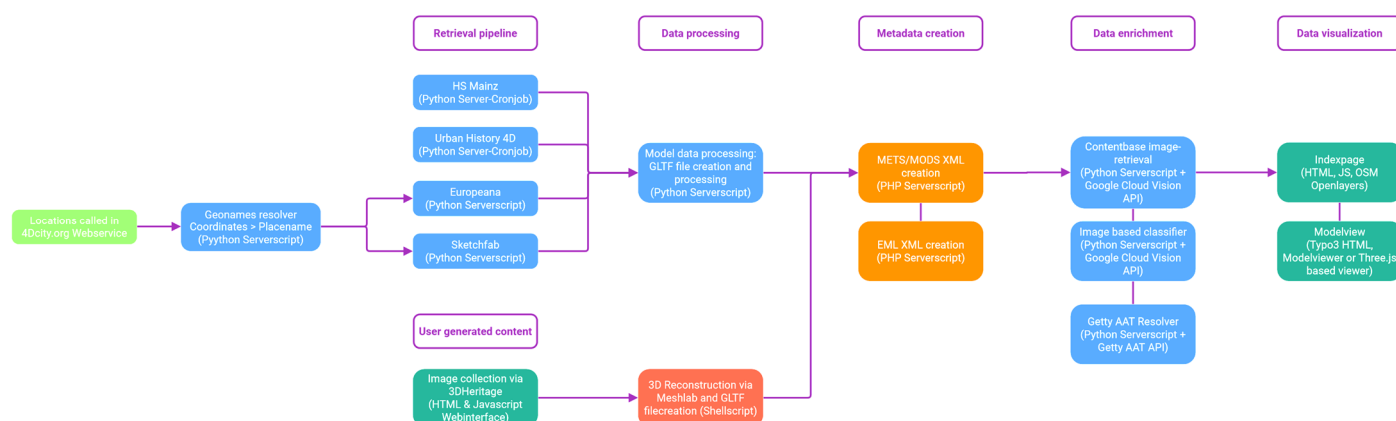 Retrieval pipeline
Data processing
Metadata creation
Data enrichment
Data visualization
HS Mainz
(Python Server-Cronjob)
Urban History 4D
(Python Server-Cronjob)
Europeana
(Python Serverscript)
Sketchfab
(Python Serverscript)
Locations called in
4Dcity.org Webservice
Geonames resolver
Coordinates > Placename
(Pyython Serverscript)
Model data processing:
GLTF file creation and
processing
(Python Serverscript)
METS/MODS XML
creation
(PHP Serverscript)
EML XML creation
(PHP Serverscript)
Contentbase image-
retrieval
(Python Serverscript +
Google Cloud Vision
API)
Image based classifier
(Python Serverscript +
Google Cloud Vision
API)
Getty AAT Resolver
(Python Serverscript +
Getty AAT API)
Indexpage
(HTML, JS, OSM
Openlayers)
Modelview
(Typo3 HTML,
Modelviewer or Three.js
based viewer)
User generated content
Image collection via
3DHeritage
(HTML & Javascript
Webinterface)
3D Reconstruction via
Meshlab and GLTF
filecreation (Shellscript)